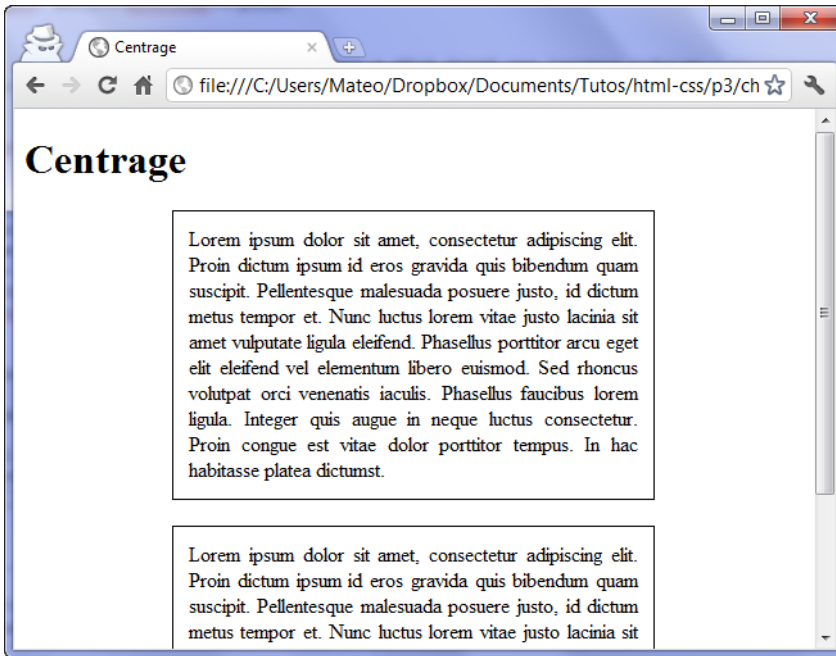 Centrage
file:///C:/Users/Mateo/Dropbox/Documents/Tutos/html-css/p3/ch
Centrage
Lorem ipsum dolor sit amet, consectetur adipiscing elit.
Proin dictum ipsum id eros gravida quis bibendum quam
suscipit. Pellentesque malesuada posuere justo, id dictum
metus tempor et. Nunc luctus lorem vitae justo lacinia sit
amet vulputate ligula eleifend. Phasellus porttitor arcu eget
elit eleifend vel elementum libero euismod. Sed rhoncus
volutpat orci venenatis iaculis. Phasellus faucibus lorem
ligula. Integer quis augue in neque luctus consectetur.
Proin congue est vitae dolor porttitor tempus. In hac
habitasse platea dictumst.
Lorem ipsum dolor sit amet, consectetur adipiscing elit.
Proin dictum ipsum id eros gravida quis bibendum quam
suscipit. Pellentesque malesuada posuere justo, id dictum
metus tempor et. Nunc luctus lorem vitae justo lacinia sit